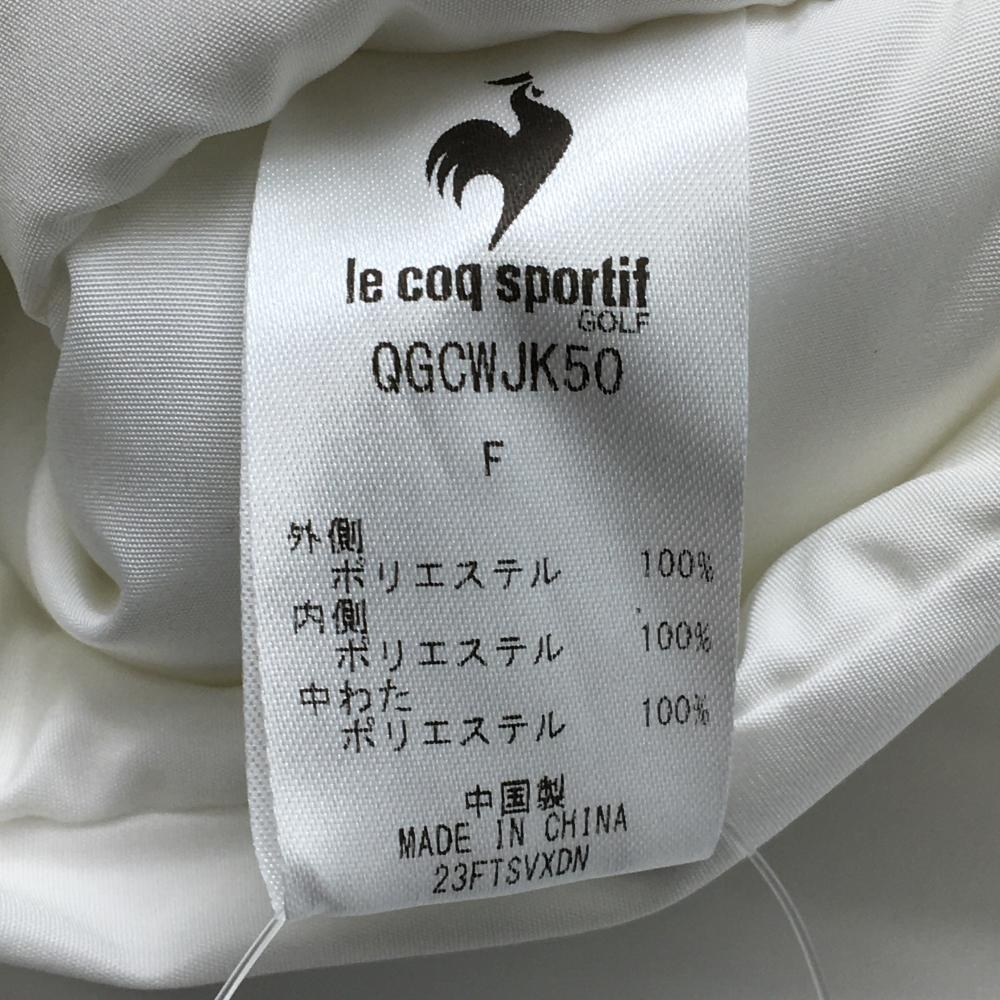 le coq sportif
GOLF
QGCWJK50
F
外側
ポリエステル 100%
内側
ポリエステル 100%
中わた
ポリエステル 100%
中国製
MADE IN CHINA
23FTSVXDN